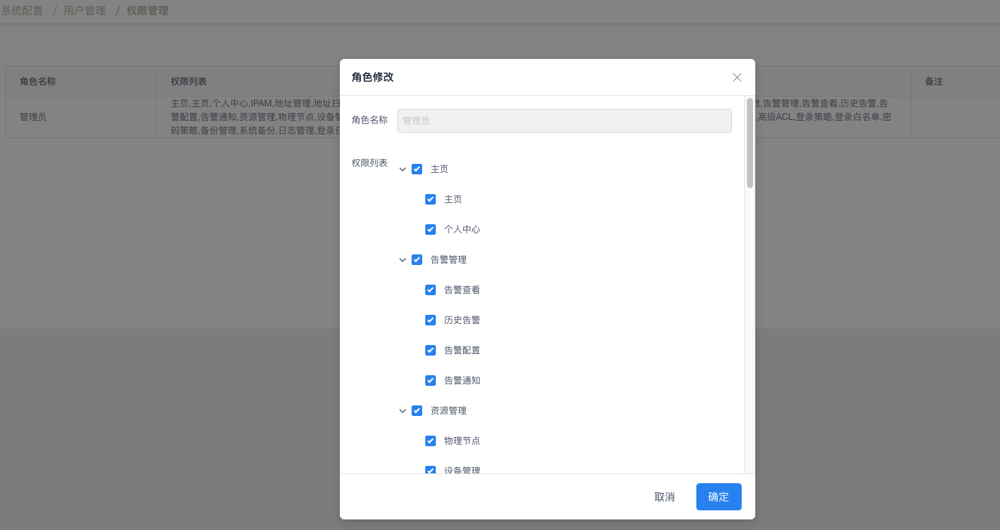 系统配置 / 用户管理 / 权限管理
角色名称 权限列表 备注
管理员
主页,主页,个人中心,IPAM,地址管理,地址扫
,告警管理,告警查看,历史告警,告
警配置,告警通知,资源管理,物理节点,设备管
,高级ACL,登录策略,登录白名单,密
码策略,备份管理,系统备份,日志管理,登录日
角色修改
角色名称 管理员
权限列表
主页
主页
个人中心
告警管理
告警查看
历史告警
告警配置
告警通知
资源管理
物理节点
设备管理
取消 确定